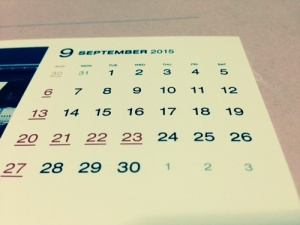 9 SEPTEMBER 2015
SUN MON TUE WED THU FRI SAT
30 31 1 2 3 4 5
6 7 8 9 10 11 12
13 14 15 16 17 18 19
20 21 22 23 24 25 26
27 28 29 30 1 2 3